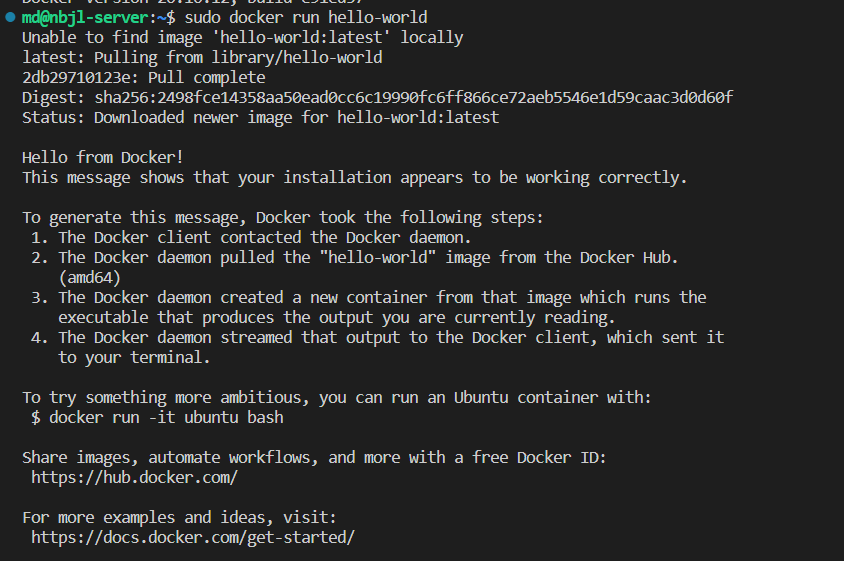 md@nbjl-server:~$ sudo docker run hello-world
Unable to find image 'hello-world:latest' locally
latest: Pulling from library/hello-world
2db29710123e: Pull complete
Digest: sha256:2498fce14358aa50ead0cc6c19990fc6ff866ce72aeb5546e1d59caac3d0d60f
Status: Downloaded newer image for hello-world:latest

Hello from Docker!
This message shows that your installation appears to be working correctly.

To generate this message, Docker took the following steps:
 1. The Docker client contacted the Docker daemon.
 2. The Docker daemon pulled the "hello-world" image from the Docker Hub.
    (amd64)
 3. The Docker daemon created a new container from that image which runs the
    executable that produces the output you are currently reading.
 4. The Docker daemon streamed that output to the Docker client, which sent it
    to your terminal.

To try something more ambitious, you can run an Ubuntu container with:
 $ docker run -it ubuntu bash

Share images, automate workflows, and more with a free Docker ID:
 https://hub.docker.com/

For more examples and ideas, visit:
 https://docs.docker.com/get-started/